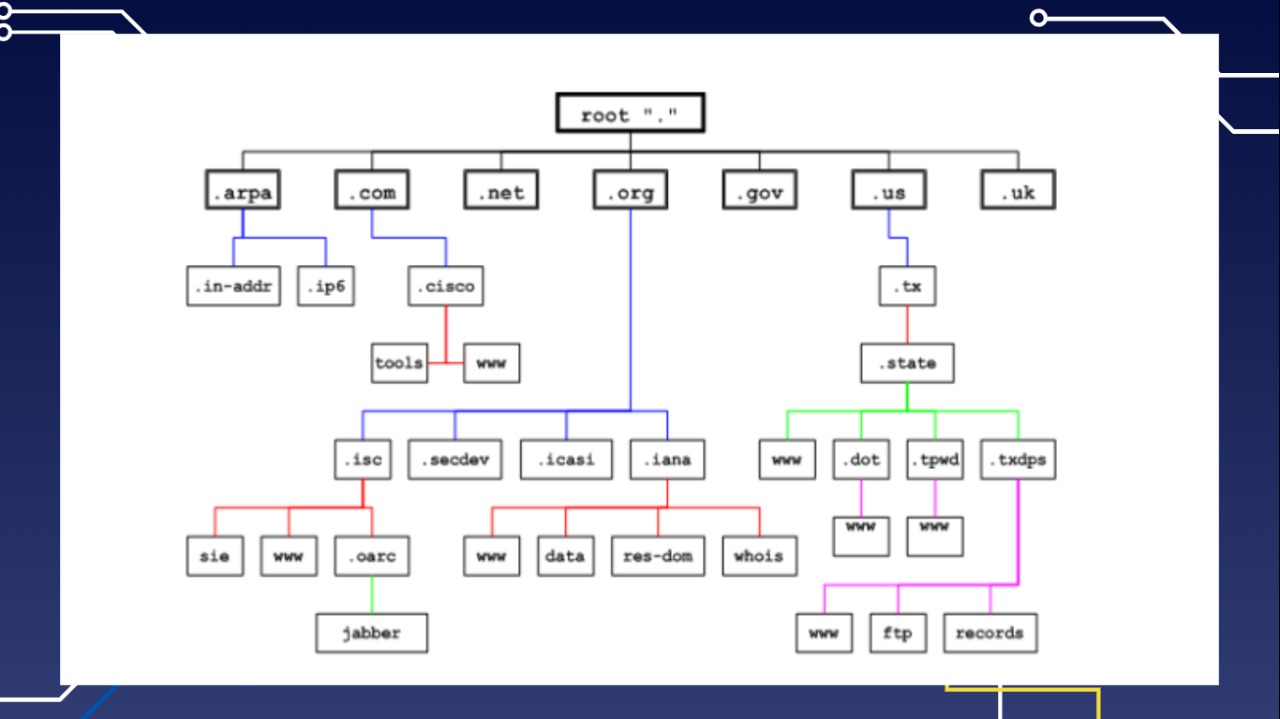 root "."
.arpa
.com
.net
.org
.gov
.us
.uk
.in-addr
.ip6
.cisco
.tx
tools
www
.state
.isc
.secdev
.icasi
.iana
www
.dot
.tpwd
.txdps
www
www
sie
www
.oarc
www
data
res-dom
whois
jabber
www
ftp
records